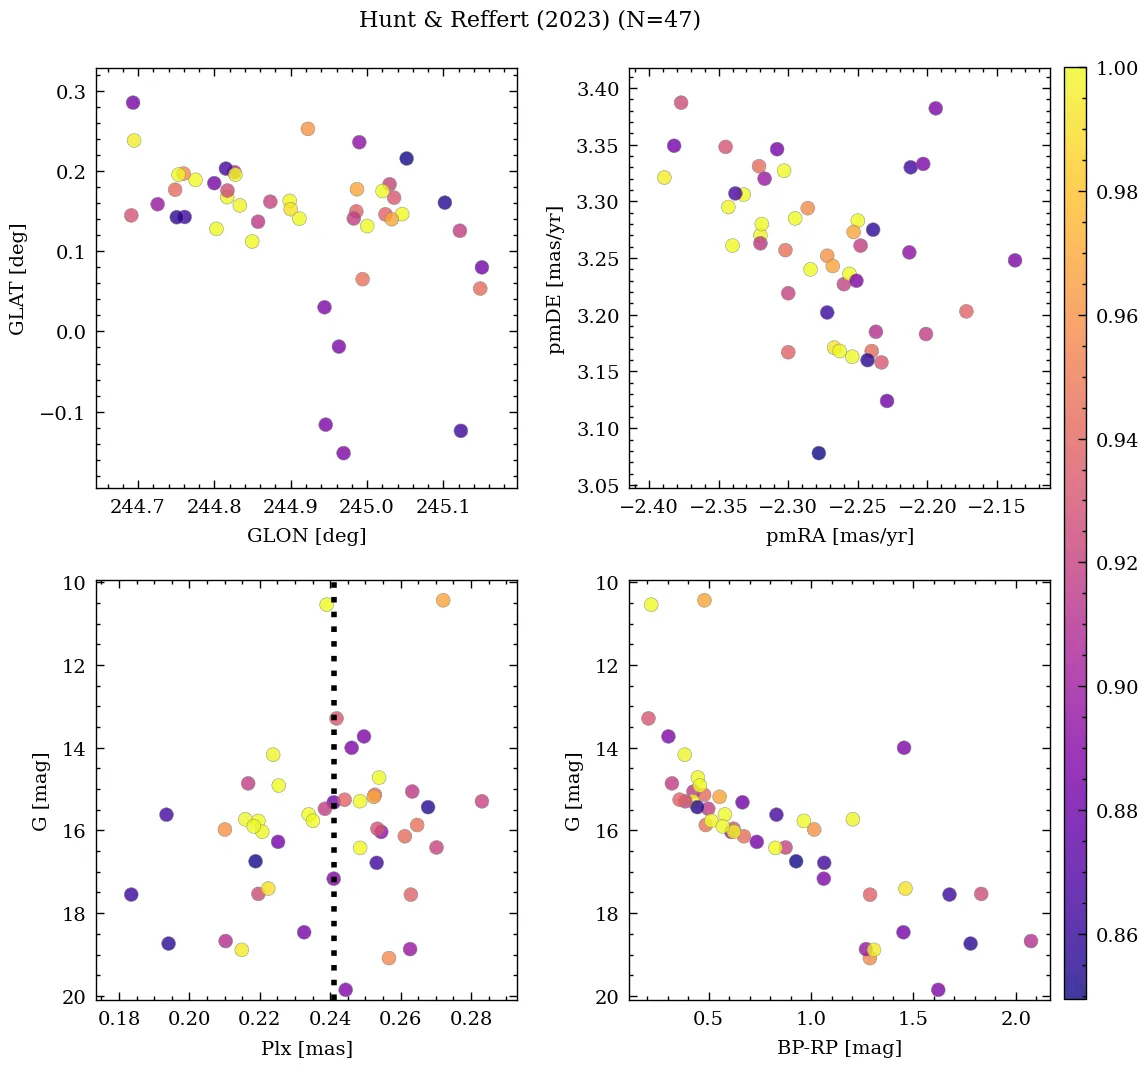 Hunt & Reffert (2023) (N=47)
0.3
0.2
0.1
0.0
−0.1
GLAT [deg]
244.7 244.8 244.9 245.0 245.1
GLON [deg]
3.40
3.35
3.30
3.25
3.20
3.15
3.10
3.05
pmDE [mas/yr]
−2.40 −2.35 −2.30 −2.25 −2.20 −2.15
pmRA [mas/yr]
10
12
14
16
18
20
G [mag]
0.18 0.20 0.22 0.24 0.26 0.28
Plx [mas]
10
12
14
16
18
20
G [mag]
0.5 1.0 1.5 2.0
BP-RP [mag]
1.00
0.98
0.96
0.94
0.92
0.90
0.88
0.86